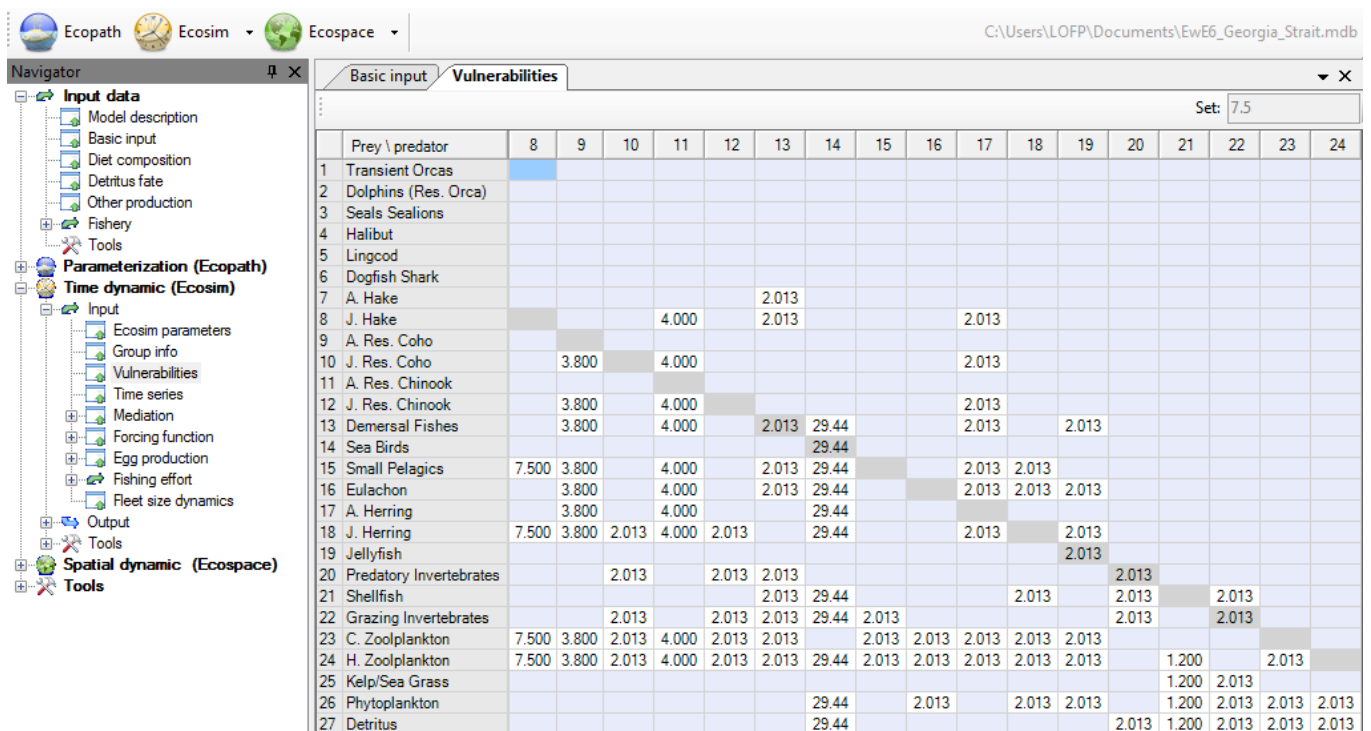 Ecopath Ecosim Ecospace C:\Users\LOFP\Documents\EwE6_Georgia_Strait.mdb
Navigator
Input data
Model description
Basic input
Diet composition
Detritus fate
Other production
Fishery
Tools
Parameterization (Ecopath)
Time dynamic (Ecosim)
Input
Ecosim parameters
Group info
Vulnerabilities
Time series
Mediation
Forcing function
Egg production
Fishing effort
Fleet size dynamics
Output
Tools
Spatial dynamic (Ecospace)
Tools
Basic input Vulnerabilities
Set: 7.5
Prey \ predator 8 9 10 11 12 13 14 15 16 17 18 19 20 21 22 23 24
1 Transient Orcas
2 Dolphins (Res. Orca)
3 Seals Sealions
4 Halibut
5 Lingcod
6 Dogfish Shark
7 A. Hake 2.013
8 J. Hake 4.000 2.013 2.013
9 A. Res. Coho
10 J. Res. Coho 3.800 4.000 2.013
11 A. Res. Chinook
12 J. Res. Chinook 3.800 4.000 2.013
13 Demersal Fishes 3.800 4.000 2.013 29.44 2.013 2.013
14 Sea Birds 29.44
15 Small Pelagics 7.500 3.800 4.000 2.013 29.44 2.013 2.013
16 Eulachon 3.800 4.000 2.013 29.44 2.013 2.013 2.013
17 A. Herring 3.800 4.000 29.44
18 J. Herring 7.500 3.800 2.013 4.000 2.013 29.44 2.013 2.013
19 Jellyfish 2.013
20 Predatory Invertebrates 2.013 2.013 2.013 2.013
21 Shellfish 2.013 29.44 2.013 2.013 2.013
22 Grazing Invertebrates 2.013 2.013 2.013 29.44 2.013 2.013 2.013
23 C. Zoolplankton 7.500 3.800 2.013 4.000 2.013 2.013 2.013 2.013 2.013 2.013 2.013
24 H. Zoolplankton 7.500 3.800 2.013 4.000 2.013 2.013 29.44 2.013 2.013 2.013 2.013 2.013 1.200 2.013
25 Kelp/Sea Grass 1.200 2.013
26 Phytoplankton 29.44 2.013 2.013 2.013 1.200 2.013 2.013 2.013
27 Detritus 29.44 2.013 1.200 2.013 2.013 2.013